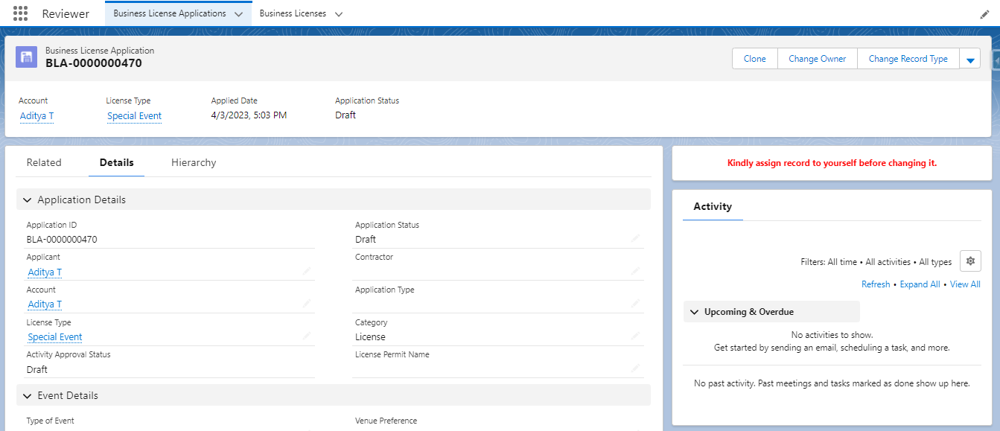 Reviewer
Business License Applications
Business Licenses
Business License Application
BLA-0000000470
Clone
Change Owner
Change Record Type
Account
License Type
Applied Date
Application Status
Aditya T
Special Event
4/3/2023, 5:03 PM
Draft
Related
Details
Hierarchy
Application Details
Application ID
BLA-0000000470
Application Status
Draft
Applicant
Aditya T
Contractor
Account
Aditya T
Application Type
License Type
Special Event
Category
License
Activity Approval Status
Draft
License Permit Name
Event Details
Type of Event
Venue Preference
Kindly assign record to yourself before changing it.
Activity
Filters: All time • All activities • All types
Refresh • Expand All • View All
Upcoming & Overdue
No activities to show.
Get started by sending an email, scheduling a task, and more.
No past activity. Past meetings and tasks marked as done show up here.